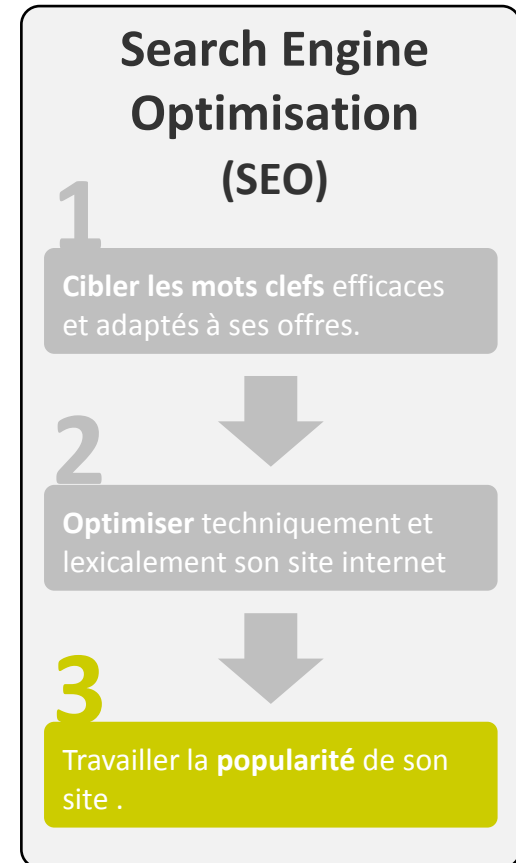 Search Engine
Optimisation
(SEO)
1
Cibler les mots clefs efficaces
et adaptés à ses offres.
2
Optimiser techniquement et
lexicalement son site internet
3
Travailler la popularité de son
site .